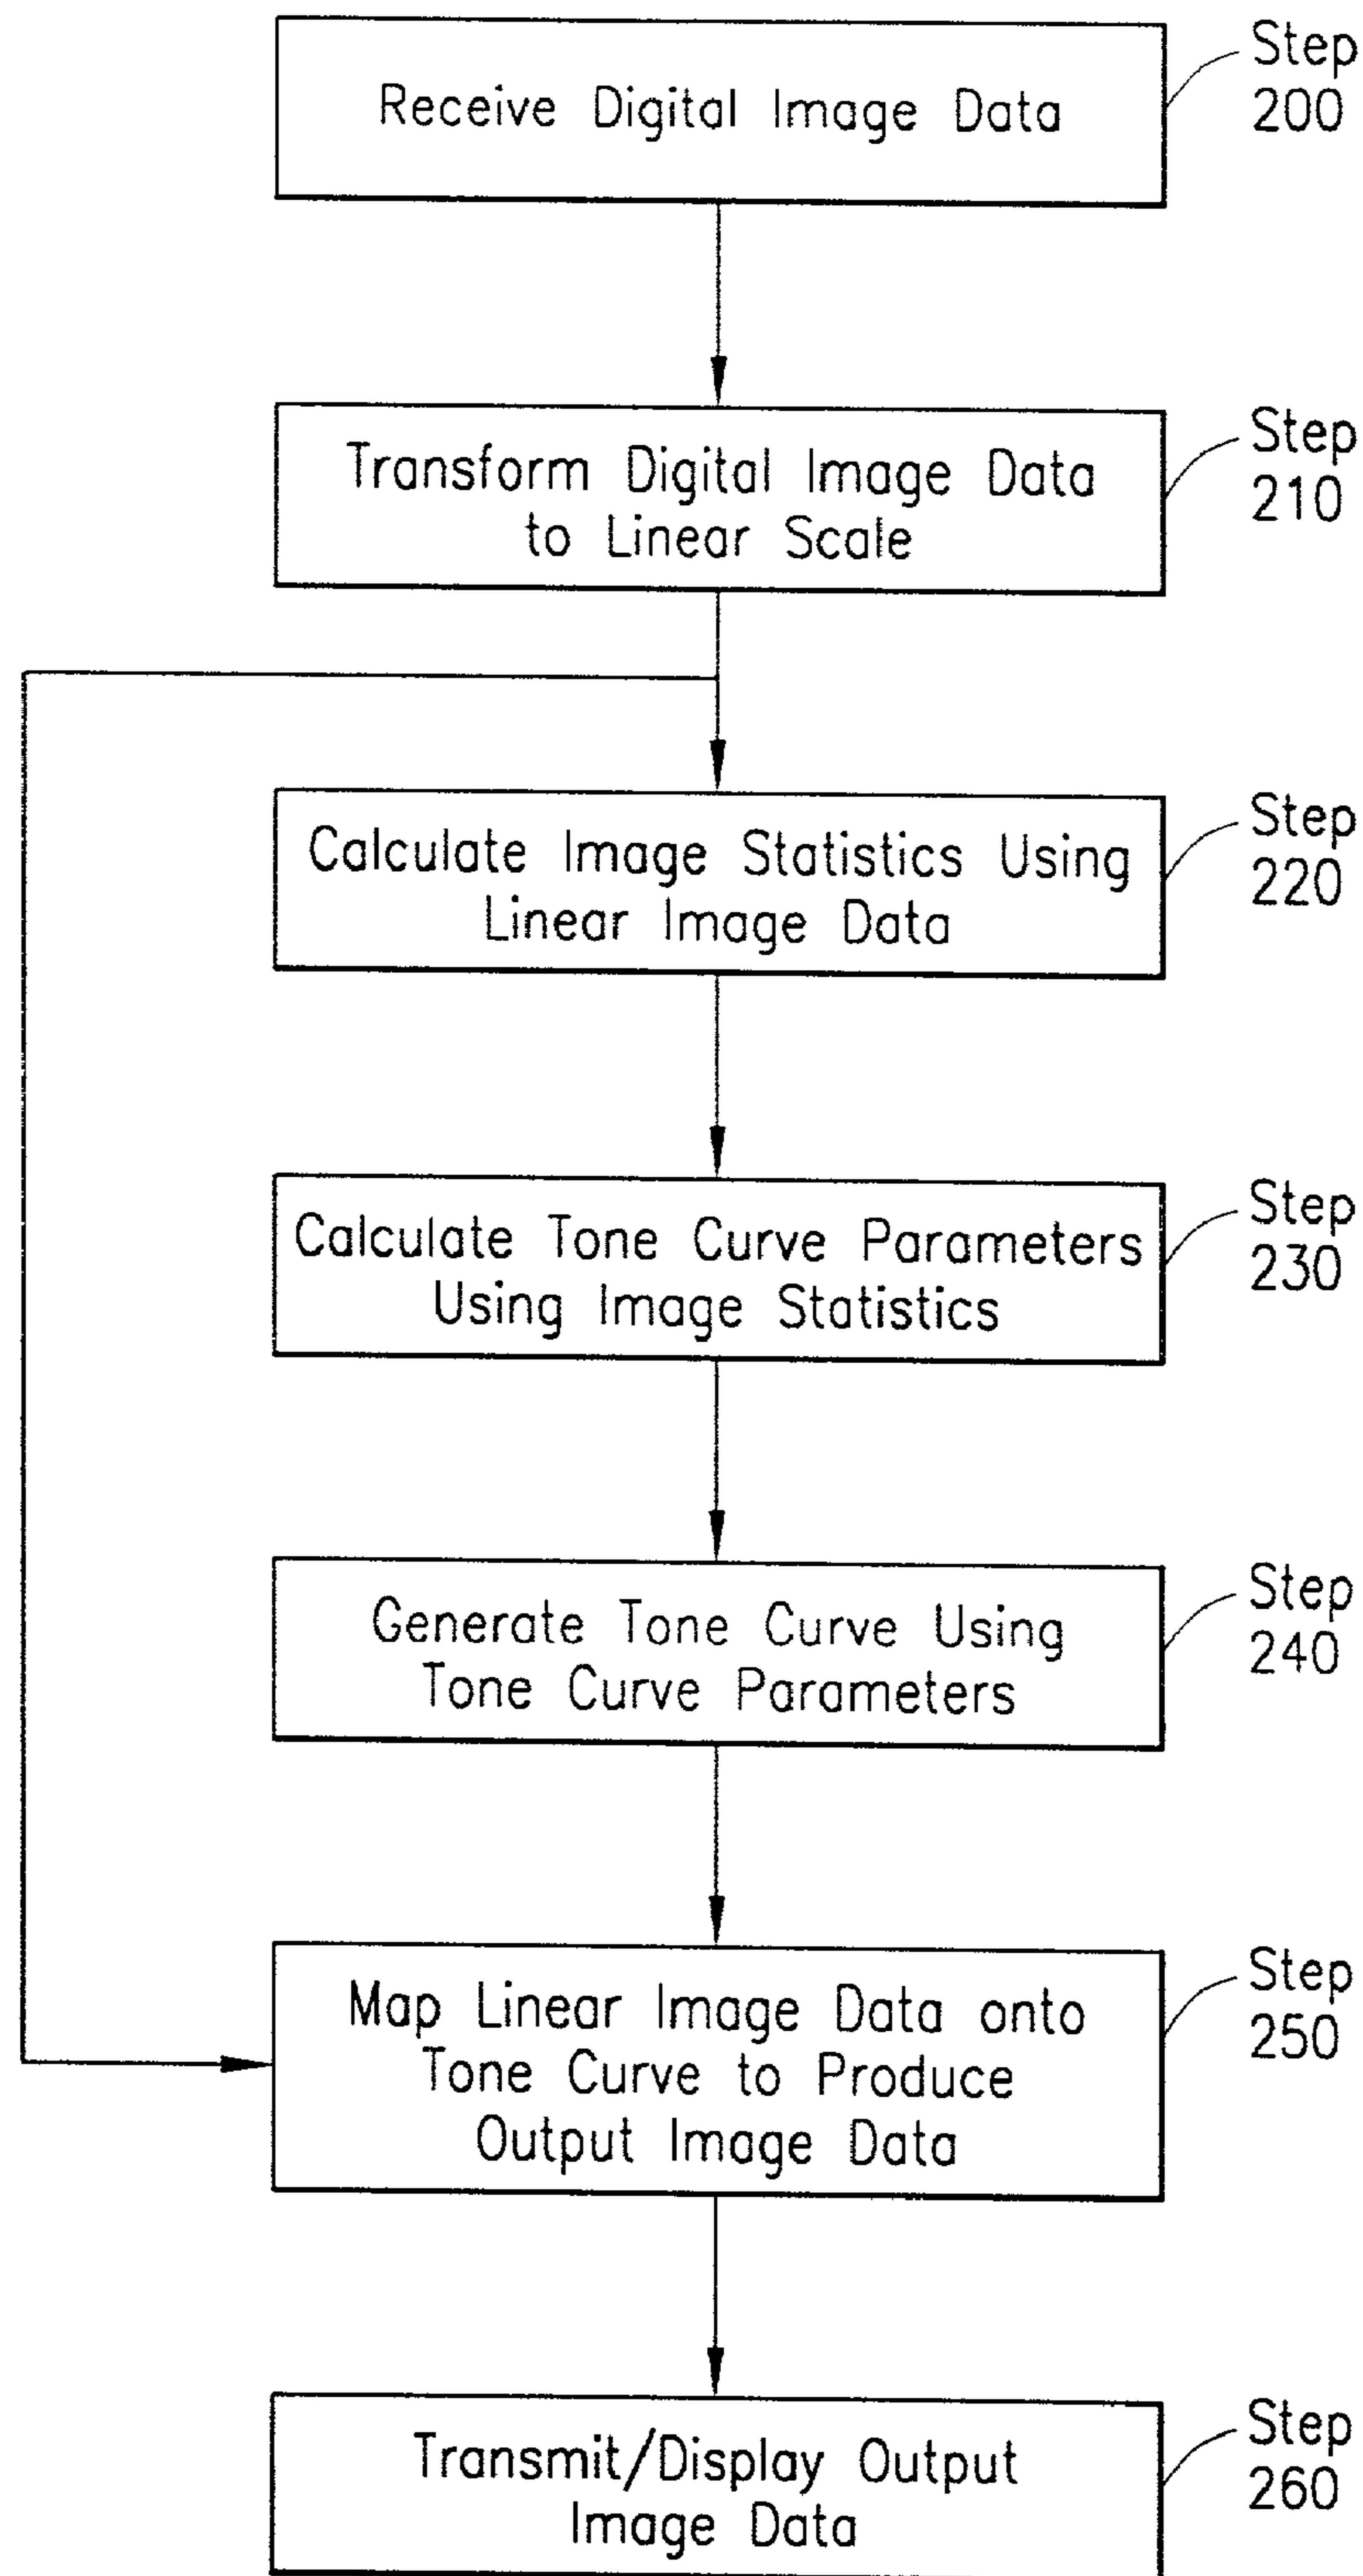 Receive Digital Image Data
Step
200
Transform Digital Image Data
to Linear Scale
Step
210
Calculate Image Statistics Using
Linear Image Data
Step
220
Calculate Tone Curve Parameters
Using Image Statistics
Step
230
Generate Tone Curve Using
Tone Curve Parameters
Step
240
Map Linear Image Data onto
Tone Curve to Produce
Output Image Data
Step
250
Transmit/Display Output
Image Data
Step
260